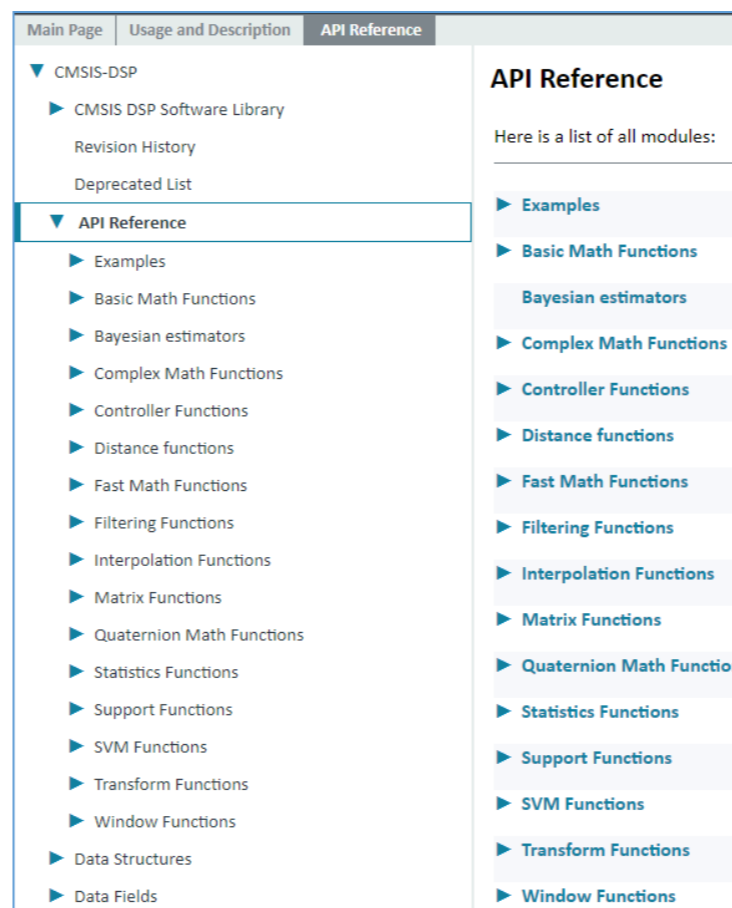 Main Page
Usage and Description
API Reference
CMSIS-DSP
CMSIS DSP Software Library
Revision History
Deprecated List
API Reference
Examples
Basic Math Functions
Bayesian estimators
Complex Math Functions
Controller Functions
Distance functions
Fast Math Functions
Filtering Functions
Interpolation Functions
Matrix Functions
Quaternion Math Functions
Statistics Functions
Support Functions
SVM Functions
Transform Functions
Window Functions
Data Structures
Data Fields
API Reference
Here is a list of all modules:
Examples
Basic Math Functions
Bayesian estimators
Complex Math Functions
Controller Functions
Distance functions
Fast Math Functions
Filtering Functions
Interpolation Functions
Matrix Functions
Quaternion Math Functio
Statistics Functions
Support Functions
SVM Functions
Transform Functions
Window Functions